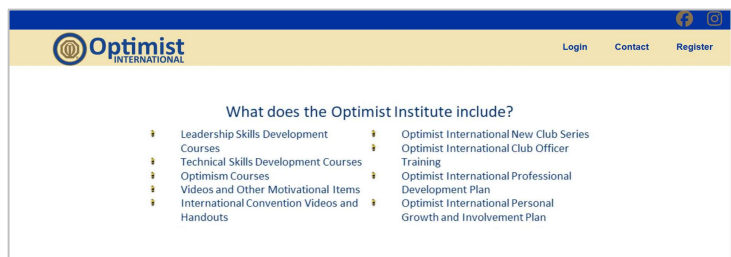 Optimist
INTERNATIONAL
Login Contact Register
What does the Optimist Institute include?
Leadership Skills Development
Courses
Technical Skills Development Courses
Optimism Courses
Videos and Other Motivational Items
International Convention Videos and
Handouts
Optimist International New Club Series
Optimist International Club Officer
Training
Optimist International Professional
Development Plan
Optimist International Personal
Growth and Involvement Plan